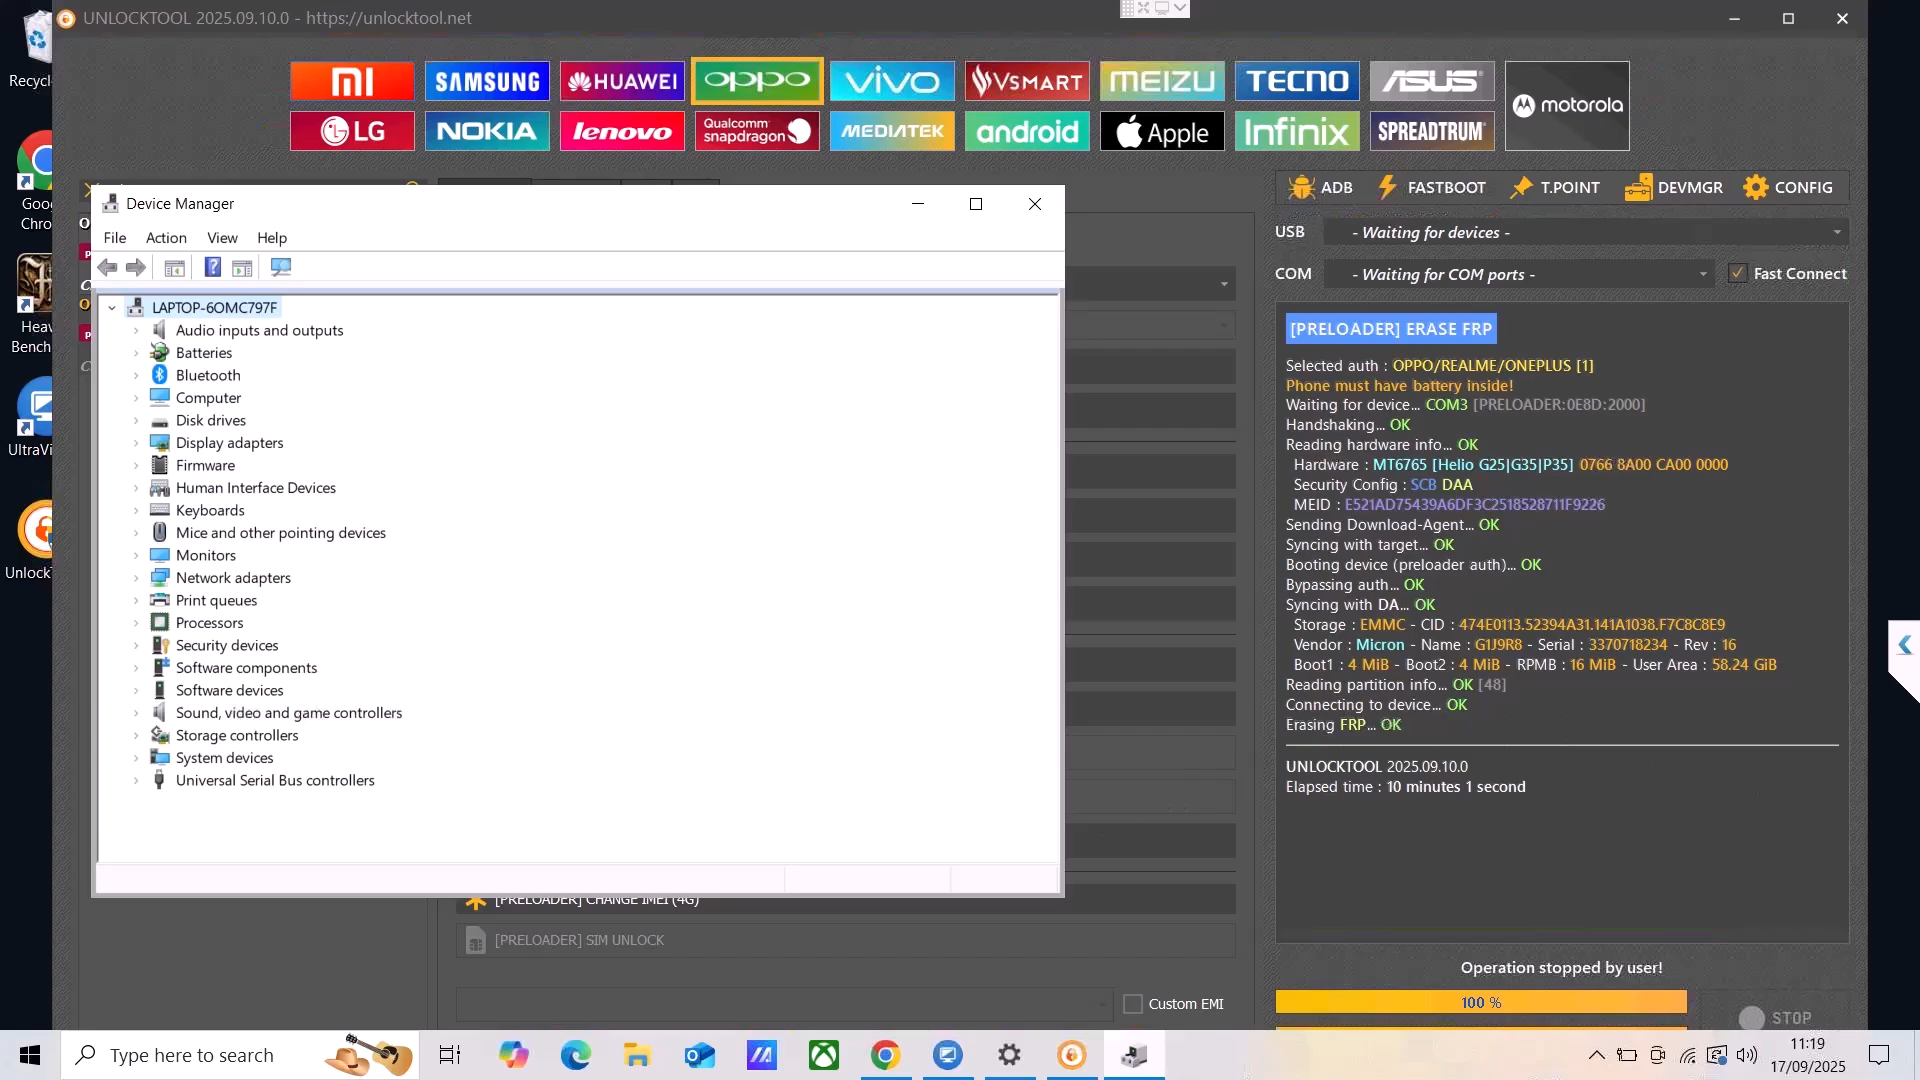 UNLOCKTOOL 2025.09.10.0 - https://unlocktool.net
Recycl
mi
SAMSUNG
HUAWEI
oppo
vivo
VSMART
MEIZU
TECNO
ASUS
motorola
LG
NOKIA
lenovo
Qualcomm
snapdragon
MEDIATEK
android
Apple
Infinix
SPREADTRUM
ADB
FASTBOOT
T.POINT
DEVMGR
CONFIG
USB
- Waiting for devices -
COM
- Waiting for COM ports -
Fast Connect
Goo
Chro
Heav
Bench
UltraVi
Unlock
Device Manager
File
Action
View
Help
LAPTOP-6OMC797F
Audio inputs and outputs
Batteries
Bluetooth
Computer
Disk drives
Display adapters
Firmware
Human Interface Devices
Keyboards
Mice and other pointing devices
Monitors
Network adapters
Print queues
Processors
Security devices
Software components
Software devices
Sound, video and game controllers
Storage controllers
System devices
Universal Serial Bus controllers
[PRELOADER] CHANGE IMEI (4G)
[PRELOADER] SIM UNLOCK
Custom EMI
[PRELOADER] ERASE FRP
Selected auth : OPPO/REALME/ONEPLUS [1]
Phone must have battery inside!
Waiting for device... COM3 [PRELOADER:0E8D:2000]
Handshaking... OK
Reading hardware info... OK
Hardware : MT6765 [Helio G25|G35|P35] 0766 8A00 CA00 0000
Security Config : SCB DAA
MEID : E521AD75439A6DF3C2518528711F9226
Sending Download-Agent... OK
Syncing with target... OK
Booting device (preloader auth)... OK
Bypassing auth... OK
Syncing with DA... OK
Storage : EMMC - CID : 474E0113.52394A31.141A1038.F7C8C8E9
Vendor : Micron - Name : G1J9R8 - Serial : 3370718234 - Rev : 16
Boot1 : 4 MiB - Boot2 : 4 MiB - RPMB : 16 MiB - User Area : 58.24 GiB
Reading partition info... OK [48]
Connecting to device... OK
Erasing FRP... OK
UNLOCKTOOL 2025.09.10.0
Elapsed time : 10 minutes 1 second
Operation stopped by user!
100 %
STOP
Type here to search
11:19
17/09/2025